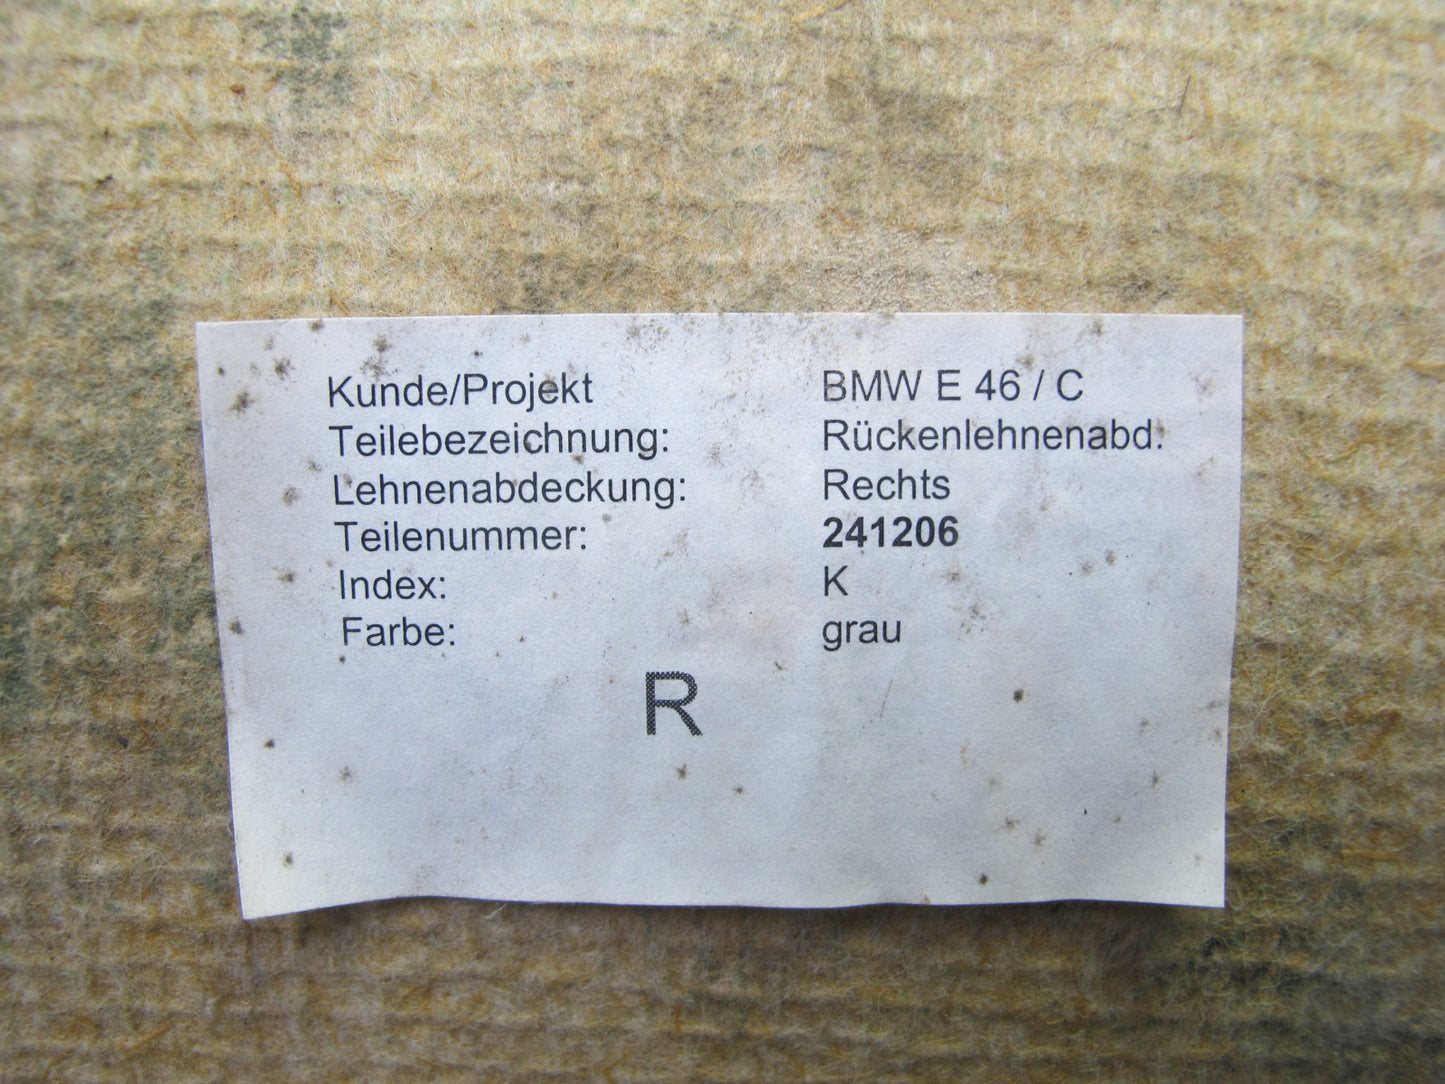 Kunde/Projekt BMW E 46 / C
Teilebezeichnung: Rückenlehnenabd.
Lehnenabdeckung: Rechts
Teilenummer: 241206
Index: K
Farbe: grau
R